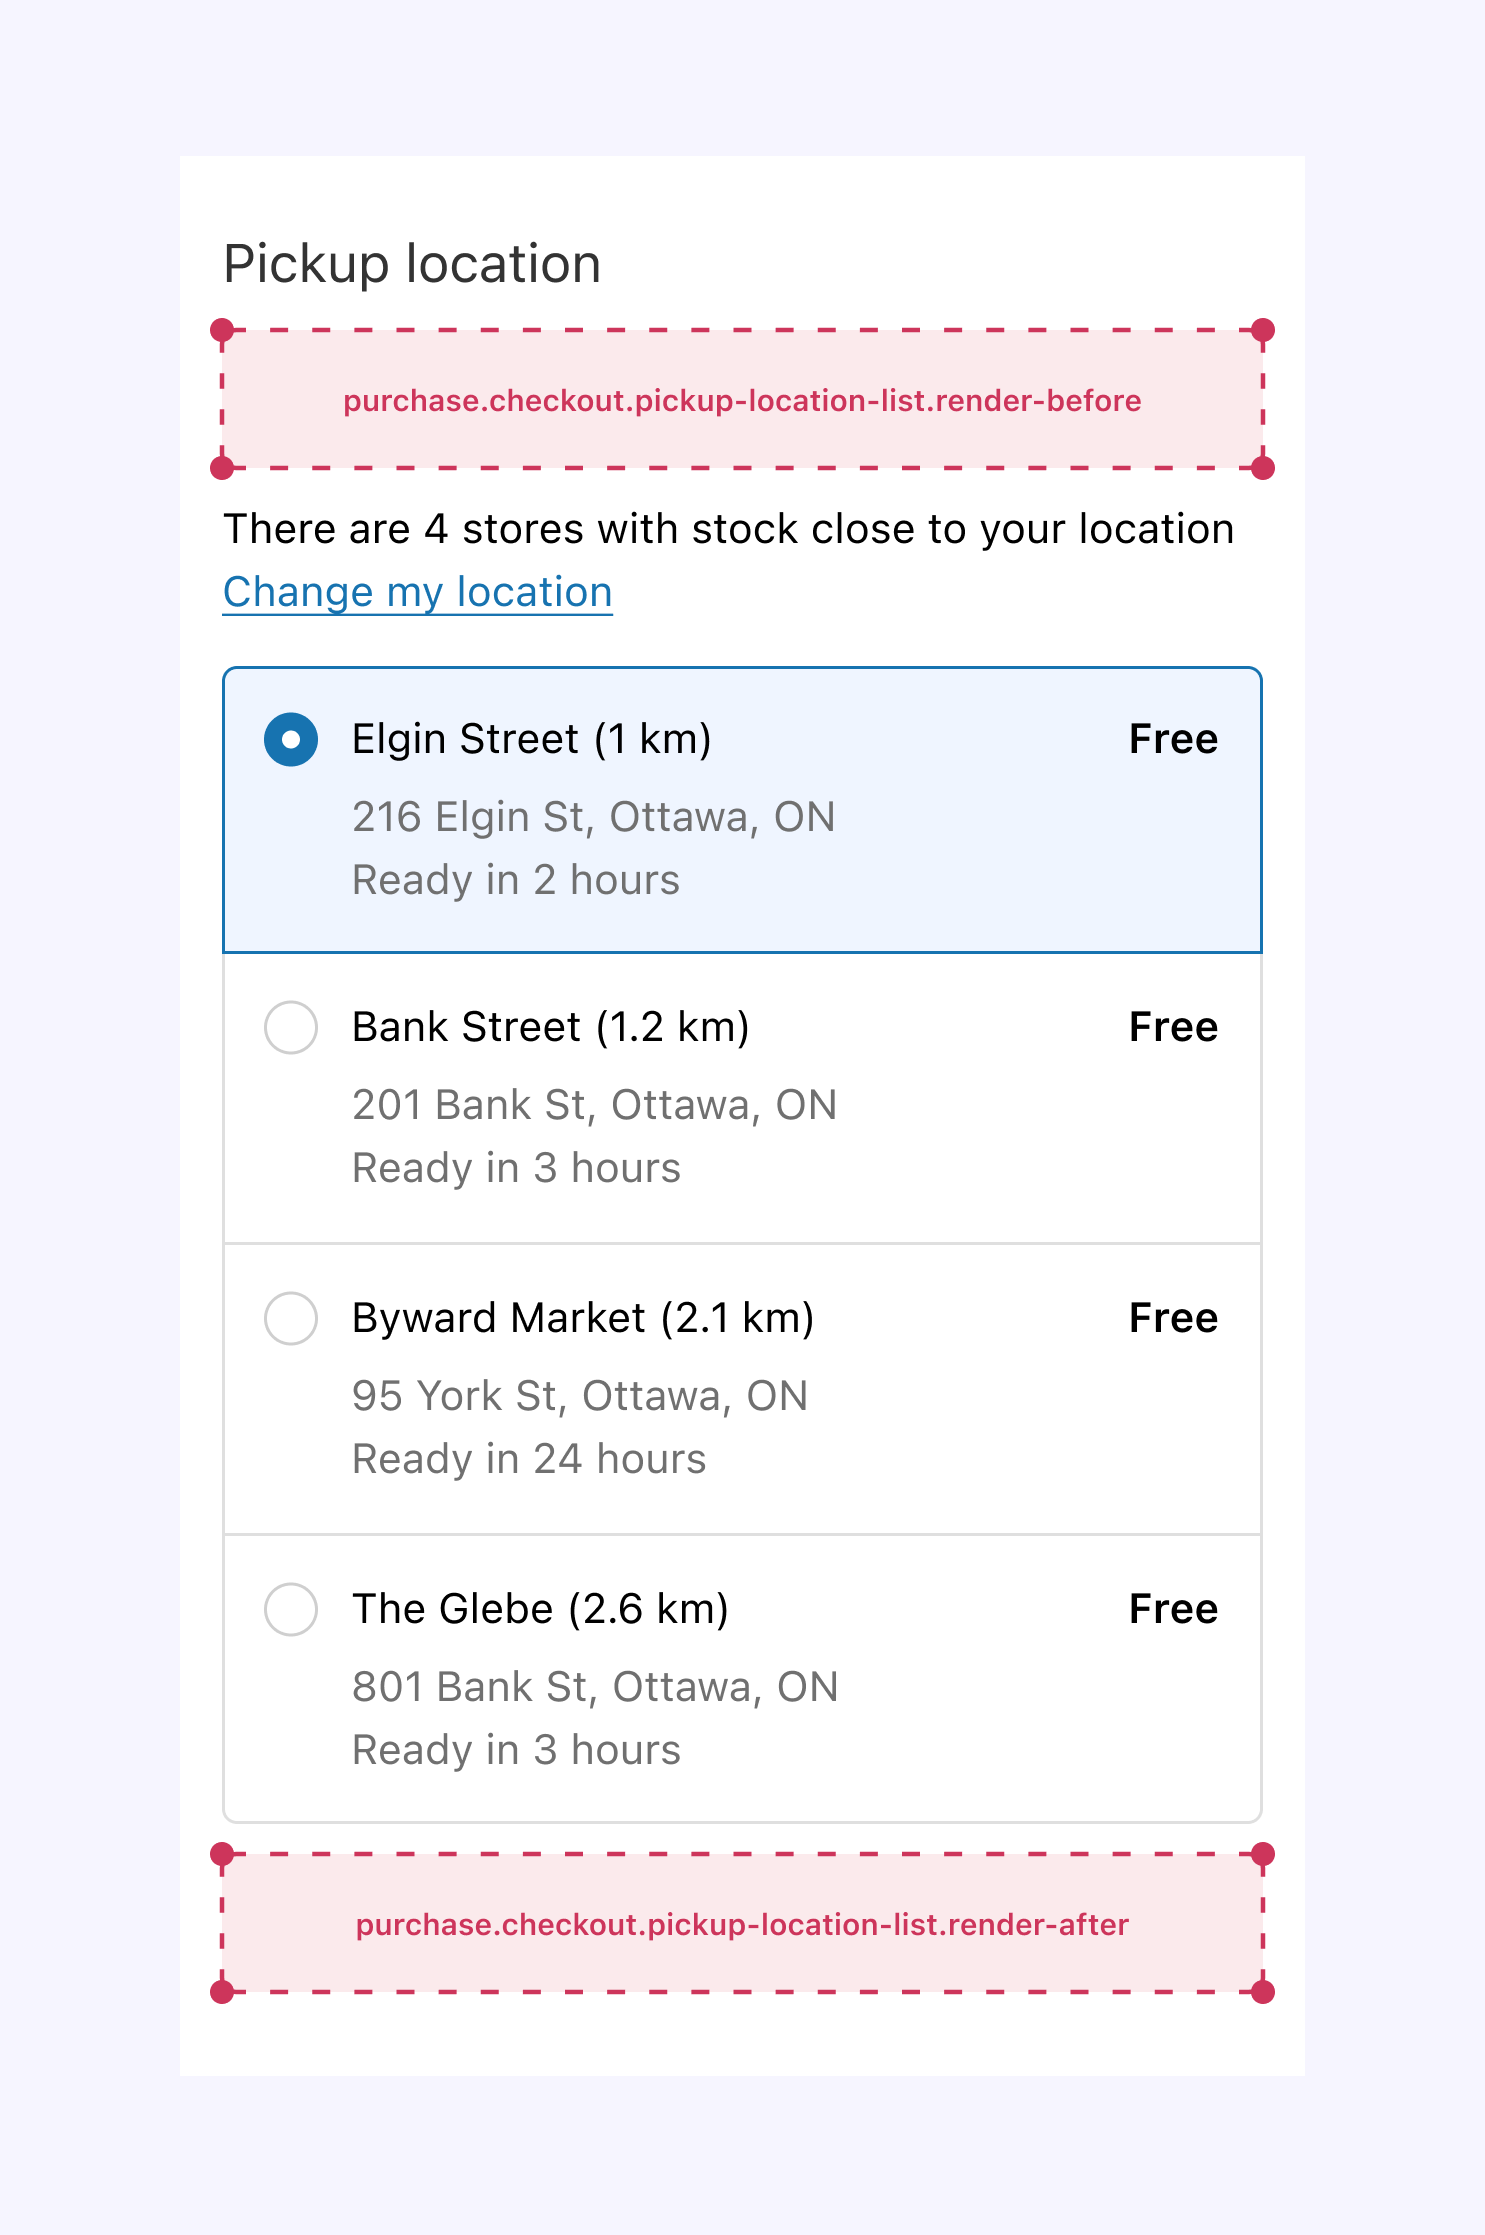 Pickup location
purchase.checkout.pickup-location-list.render-before
There are 4 stores with stock close to your location
Change my location
Elgin Street (1 km) Free
216 Elgin St, Ottawa, ON
Ready in 2 hours
Bank Street (1.2 km) Free
201 Bank St, Ottawa, ON
Ready in 3 hours
Byward Market (2.1 km) Free
95 York St, Ottawa, ON
Ready in 24 hours
The Glebe (2.6 km) Free
801 Bank St, Ottawa, ON
Ready in 3 hours
purchase.checkout.pickup-location-list.render-after